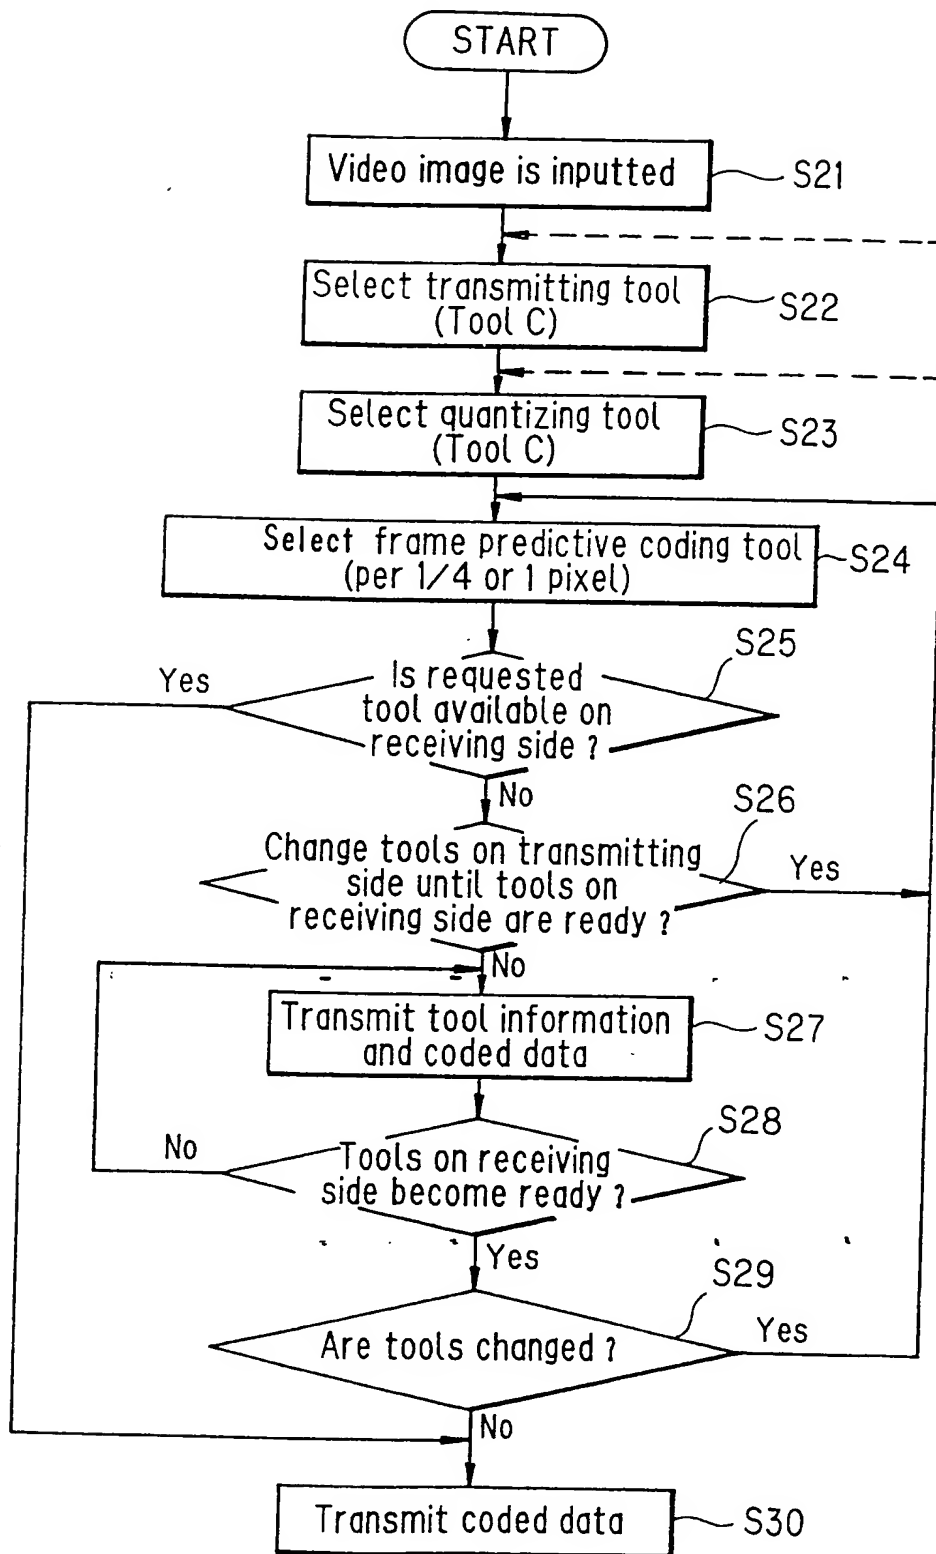 START
Video image is inputted
S21
Select transmitting tool
(Tool C)
S22
Select quantizing tool
(Tool C)
S23
Select frame predictive coding tool
(per 1/4 or 1 pixel)
S24
S25
Yes
Is requested
tool available on
receiving side ?
No
S26
Change tools on transmitting
side until tools on
receiving side are ready ?
Yes
No
Transmit tool information
and coded data
S27
S28
No
Tools on receiving
side become ready ?
Yes
S29
Are tools changed ?
Yes
No
Transmit coded data
S30